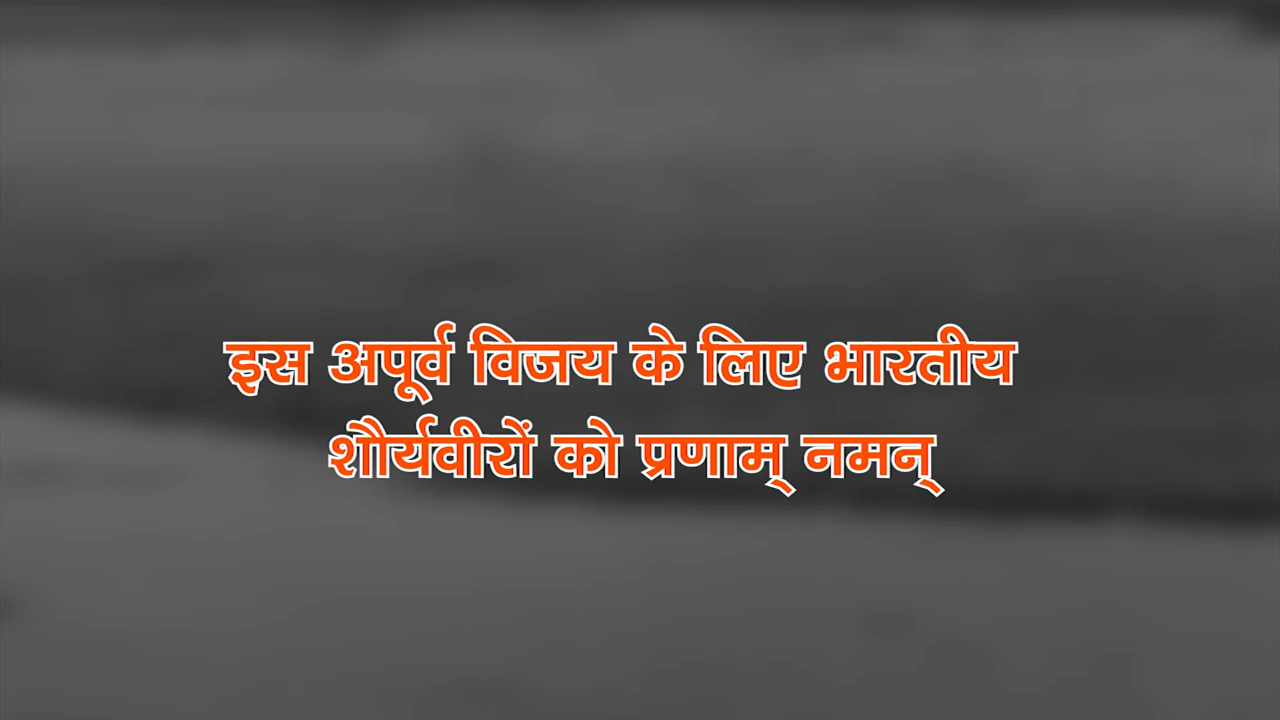 इस अपूर्व विजय के लिए भारतीय
शौर्यवीरों को प्रणाम् नमन्